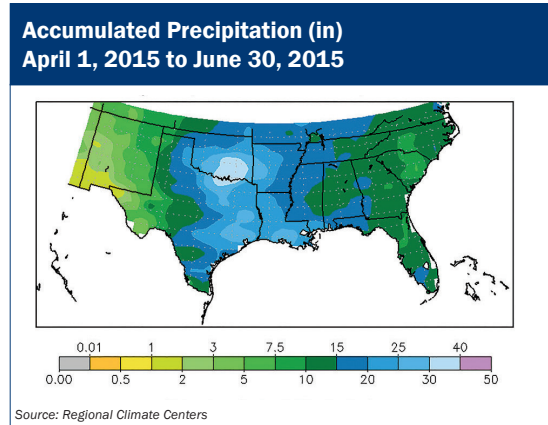 Accumulated Precipitation (in)
April 1, 2015 to June 30, 2015
0.01 1 3 7.5 15 25 40
0.00 0.5 2 5 10 20 30 50
Source: Regional Climate Centers